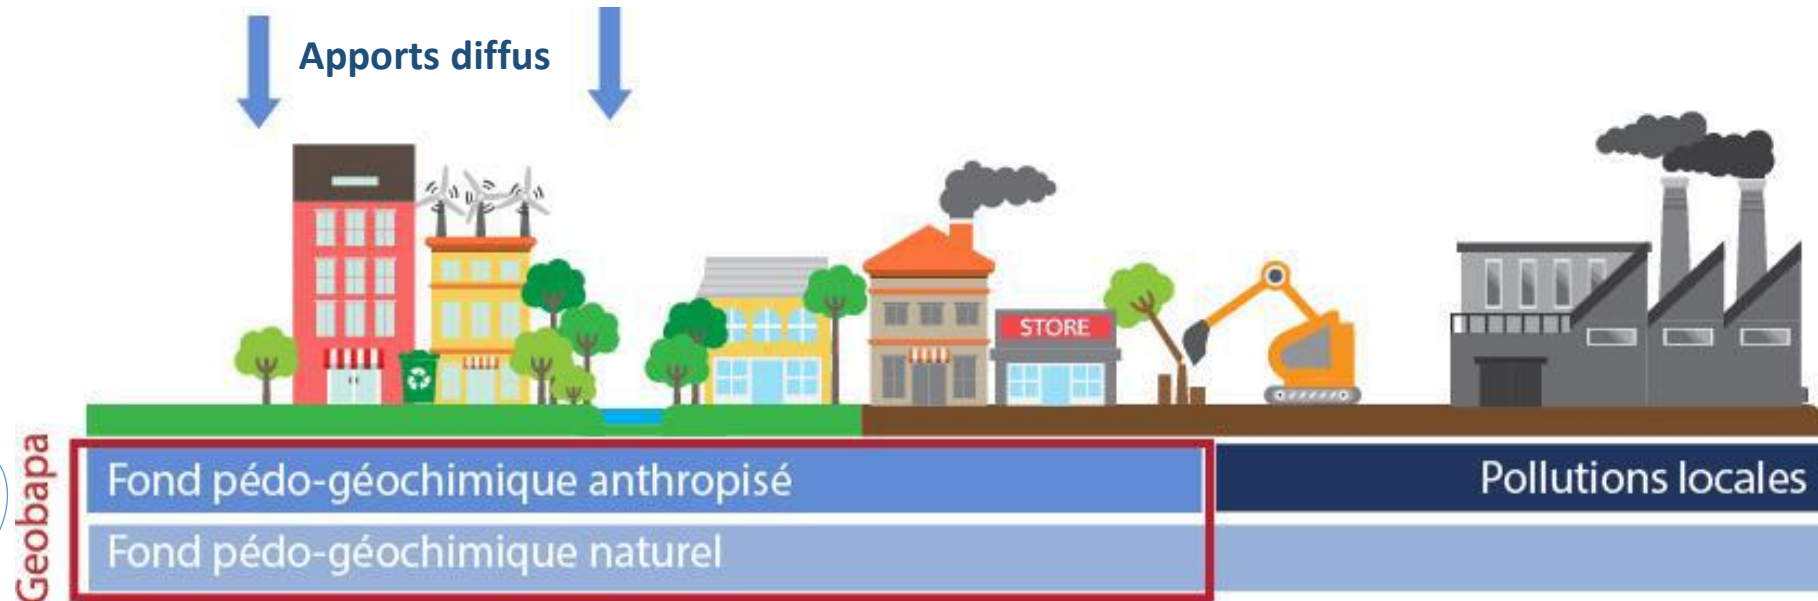 Apports diffus
STORE
Geobapa
Fond pédo-géochimique anthropisé
Pollutions locales
Fond pédo-géochimique naturel